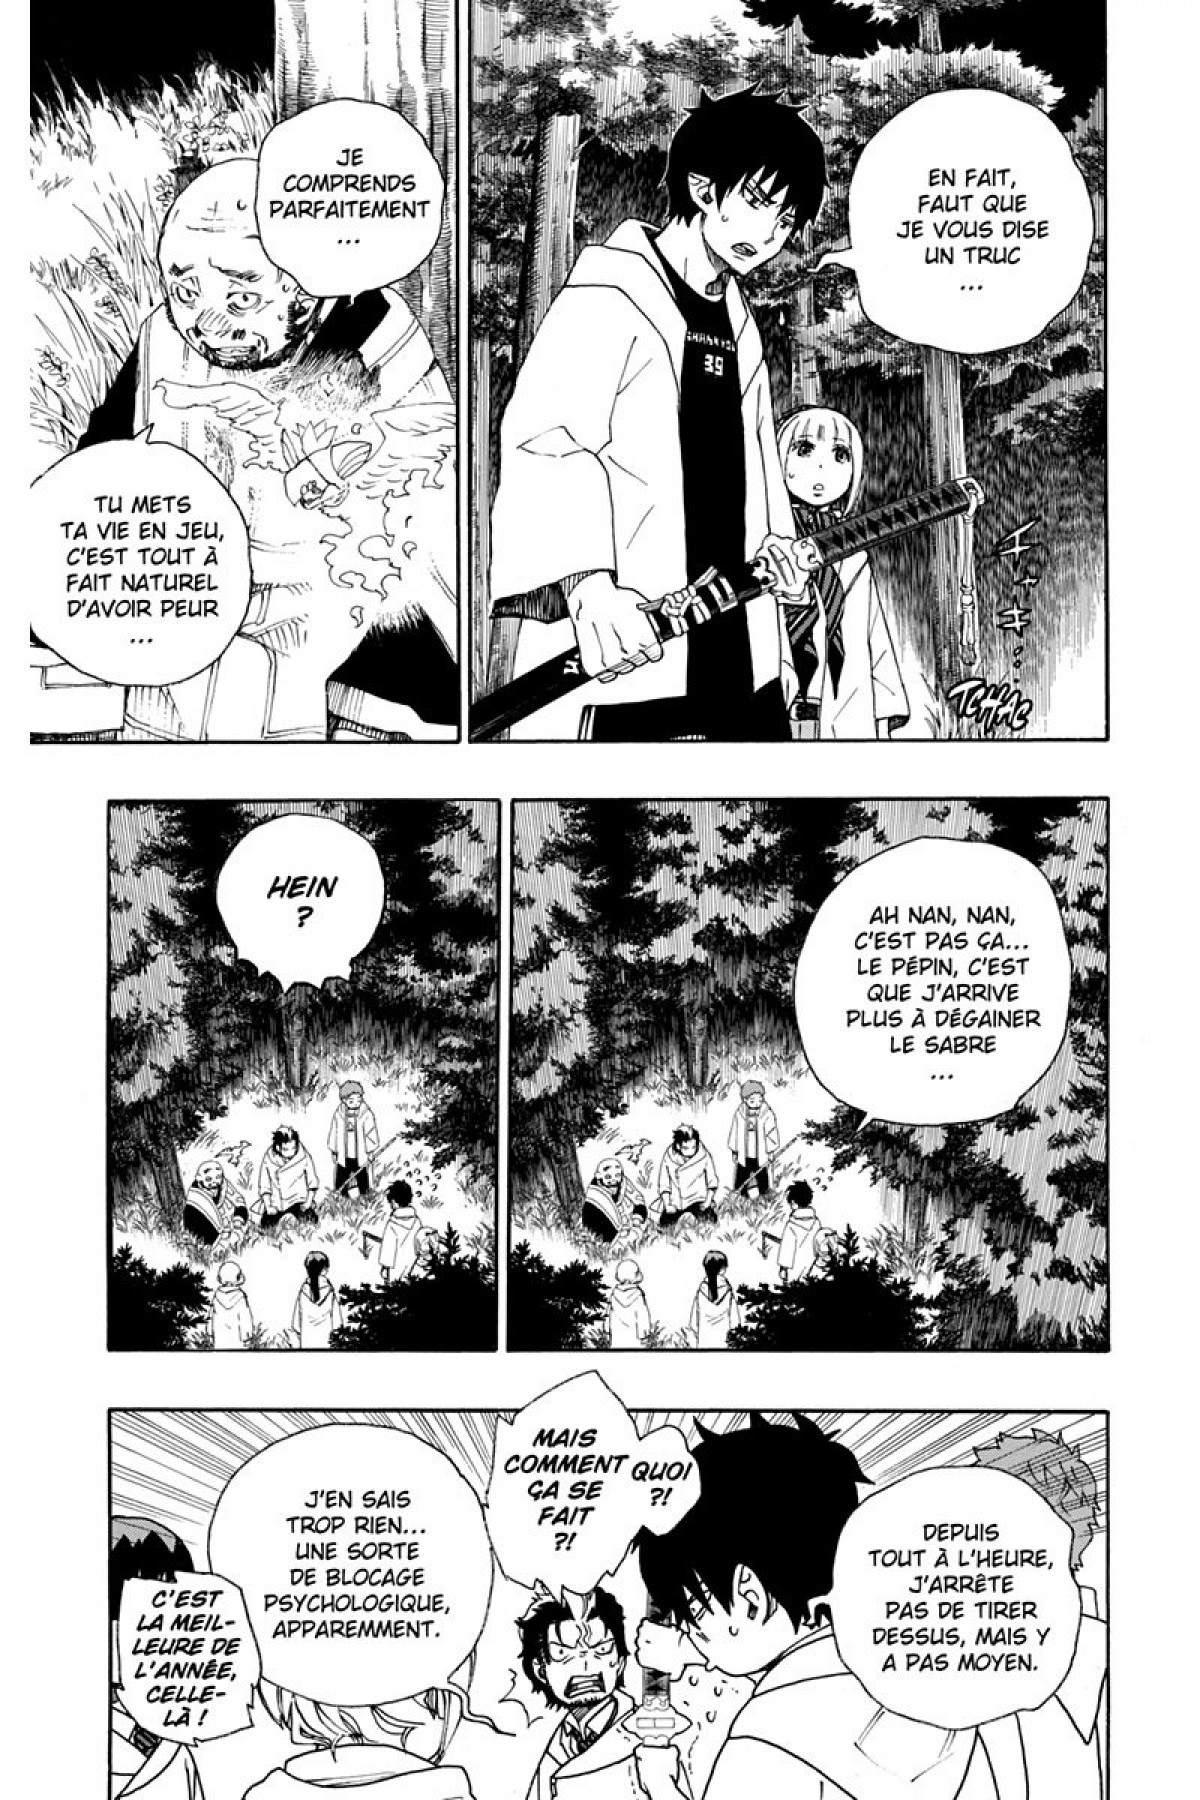 EN FAIT,
FAUT QUE
JE VOUS DISE
UN TRUC
...
39
TCHAC
JE
COMPRENDS
PARFAITEMENT
...
TU METS
TA VIE EN JEU,
C'EST TOUT À
FAIT NATUREL
D'AVOIR PEUR
...
AH NAN, NAN,
C'EST PAS ÇA...
LE PÉPIN, C'EST
QUE J'ARRIVE
PLUS À DÉGAINER
LE SABRE
...
HEIN
?
DEPUIS
TOUT À L'HEURE,
J'ARRÊTE
PAS DE TIRER
DESSUS, MAIS Y
A PAS MOYEN.
QUOI
?!
MAIS
COMMENT
ÇA SE
FAIT
?!
J'EN SAIS
TROP RIEN...
UNE SORTE
DE BLOCAGE
PSYCHOLOGIQUE,
APPAREMMENT.
C'EST
LA MEIL-
LEURE DE
L'ANNÉE,
CELLE-
LÀ !